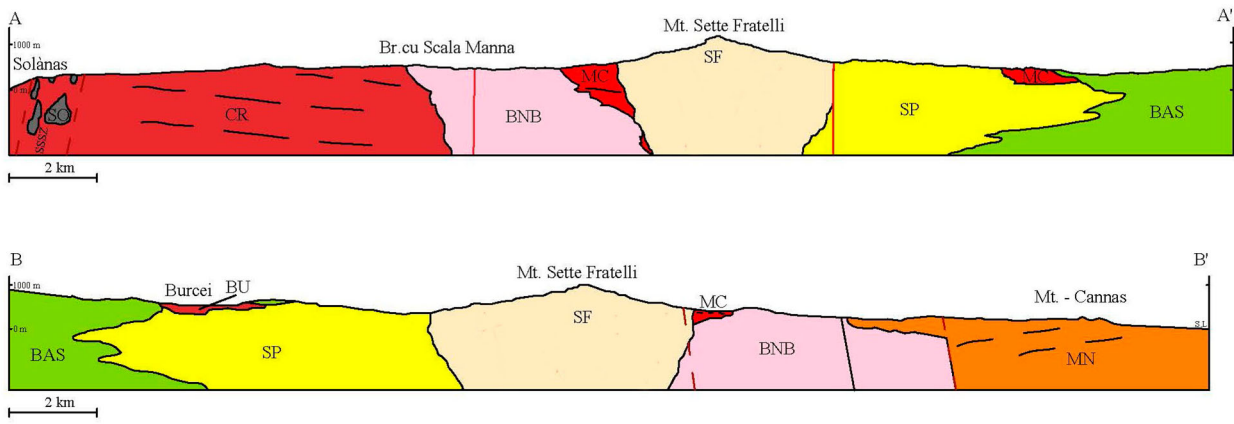 A
A'
Mt. Sette Fratelli
Br.cu Scala Manna
1000 m
Solànas
0 m
SO
SSSZ
CR
BNB
MC
SF
SP
MC
BAS
2 km
B
B'
Mt. Sette Fratelli
1000 m
Burcei
BU
MC
Mt. - Cannas
0 m
S.L
BAS
SP
SF
BNB
MN
2 km